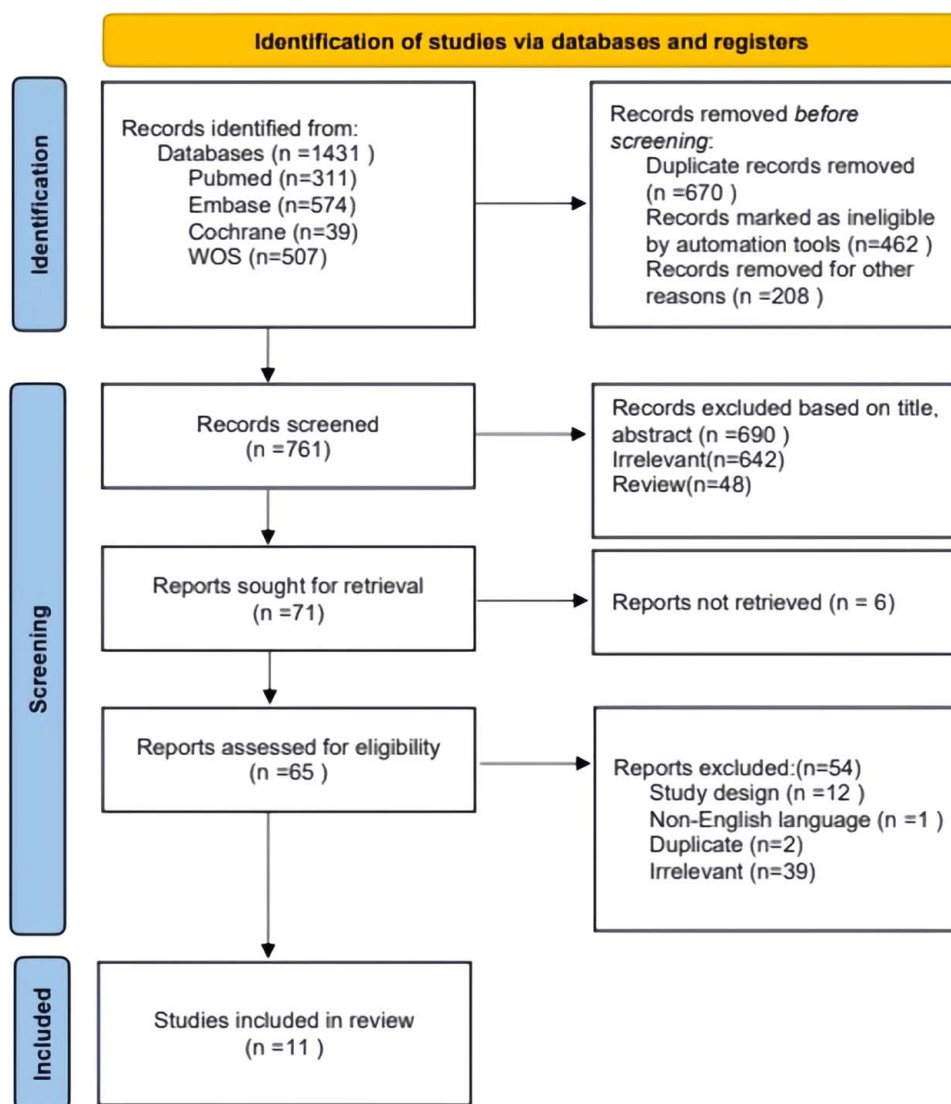 Identification of studies via databases and registers
Identification
Records identified from:
Databases (n =1431 )
Pubmed (n=311)
Embase (n=574)
Cochrane (n=39)
WOS (n=507)
Records removed before
screening:
Duplicate records removed
(n =670 )
Records marked as ineligible
by automation tools (n=462 )
Records removed for other
reasons (n =208 )
Screening
Records screened
(n =761)
Records excluded based on title,
abstract (n =690 )
Irrelevant(n=642)
Review(n=48)
Reports sought for retrieval
(n =71)
Reports not retrieved (n = 6)
Reports assessed for eligibility
(n =65 )
Reports excluded:(n=54)
Study design (n =12 )
Non-English language (n =1 )
Duplicate (n=2)
Irrelevant (n=39)
Included
Studies included in review
(n =11 )